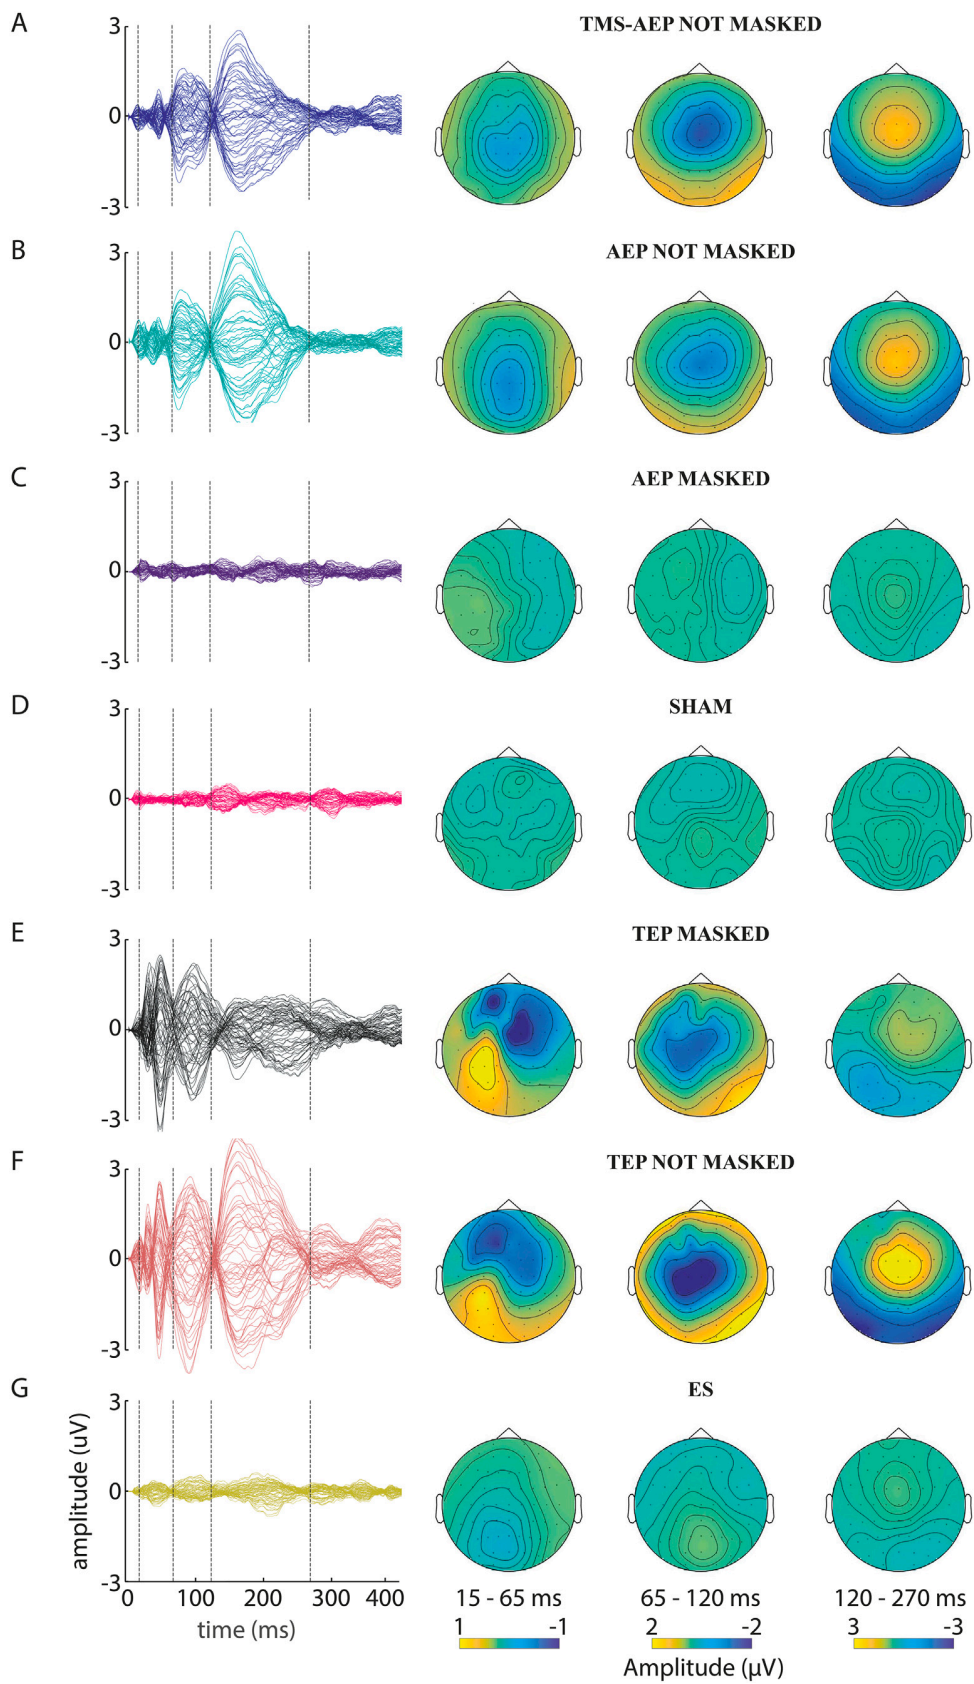 A
TMS-AEP NOT MASKED
3
0
3
B
AEP NOT MASKED
3
0
-3
C
AEP MASKED
3
0
-3
D
SHAM
3
0
-3
E
TEP MASKED
3
0
-3
F
TEP NOT MASKED
3
0
-3
G
ES
3
0
-3
amplitude (uV)
0 100 200 300 400
time (ms)
15 - 65 ms 65 - 120 ms 120 - 270 ms
1 -1 2 -2 3 -3
Amplitude (µV)